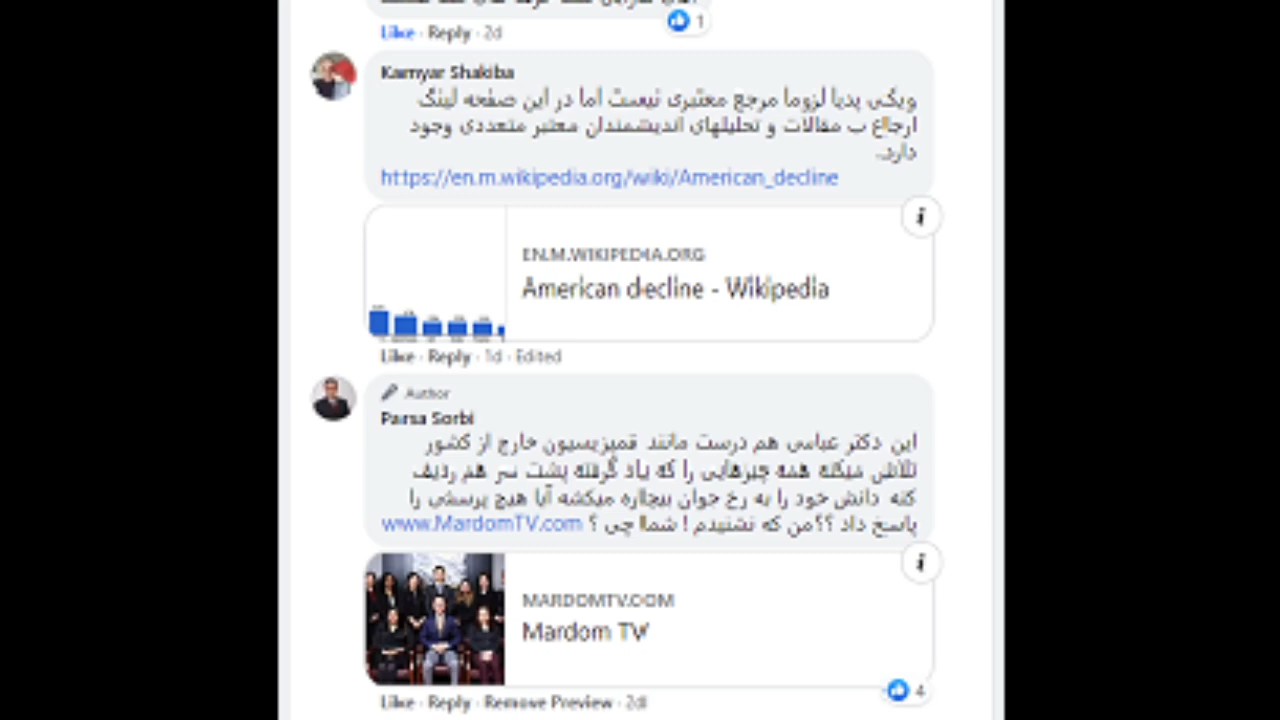 1
Like · Reply · 2d
Kamyar Shakiba
ویکی پدیا لزوما مرجع معتبری نیست اما در این صفحه لینک
ارجاع ب مقالات و تحلیلهای اندیشمندان معتبر متعددی وجود
دارد.
https://en.m.wikipedia.org/wiki/American_decline
EN.M.WIKIPEDIA.ORG
American decline - Wikipedia
Like · Reply · 1d · Edited
Author
Parsa Sorbi
این دکتر عباسی هم درست مانند قمپزیسیون خارج از کشور
تلاش میکنه همه چیزهایی را که یاد گرفته پشت سر هم ردیف
کنه دانش خود را به رخ جوان بیچاره میکشه آیا هیچ پرسشی را
پاسخ داد ؟؟من که نشنیدم ! شما چی ؟ www.MardomTV.com
MARDOMTV.COM
Mardom TV
4
Like · Reply · Remove Preview · 2d